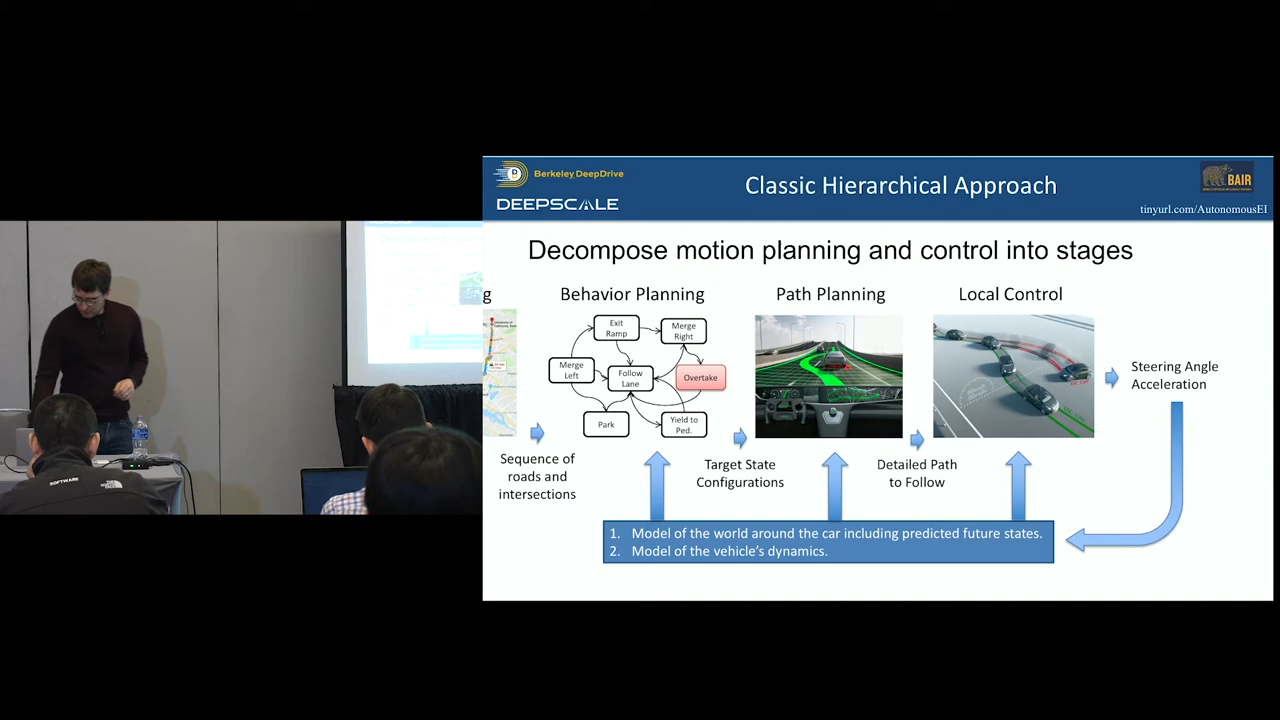 Berkeley DeepDrive
DEEPSCALE
Classic Hierarchical Approach
BAIR
tinyurl.com/AutonomousEI
Decompose motion planning and control into stages
g
Behavior Planning
Path Planning
Local Control
Exit
Ramp
Merge
Right
Merge
Left
Follow
Lane
Overtake
Park
Yield to
Ped.
Steering Angle
Acceleration
Sequence of
roads and
intersections
Target State
Configurations
Detailed Path
to Follow
1. Model of the world around the car including predicted future states.
2. Model of the vehicle's dynamics.
SOFTWARE
THE
NORTH
FACE